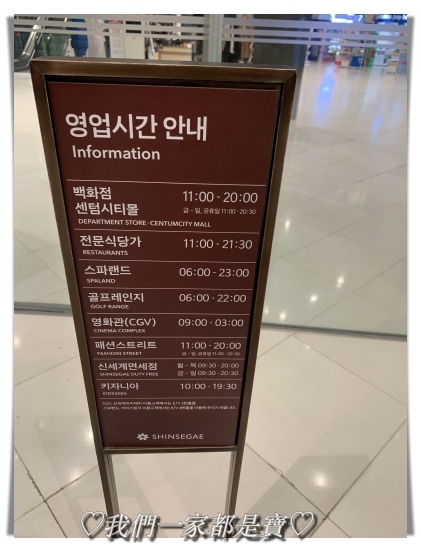 영업시간 안내
Information
백화점
센텀시티몰
11:00 - 20:00
금 - 일, 공휴일 11:00 - 20:30
DEPARTMENT STORE · CENTUMCITY MALL
전문식당가 11:00 - 21:30
RESTAURANTS
스파랜드 06:00 - 23:00
SPALAND
골프레인지 06:00 - 22:00
GOLF RANGE
영화관(CGV) 09:00 - 03:00
CINEMA COMPLEX
패션스트리트 11:00 - 20:00
FASHION STREET 금 - 일, 공휴일 11:00 - 20:30
신세계면세점 월 - 목 09:30 - 20:00
SHINSEGAE DUTY FREE 금 - 일 09:30 - 20:30
키자니아 10:00 - 19:30
KIDZANIA
SHINSEGAE
♡我們一家都是寶♡